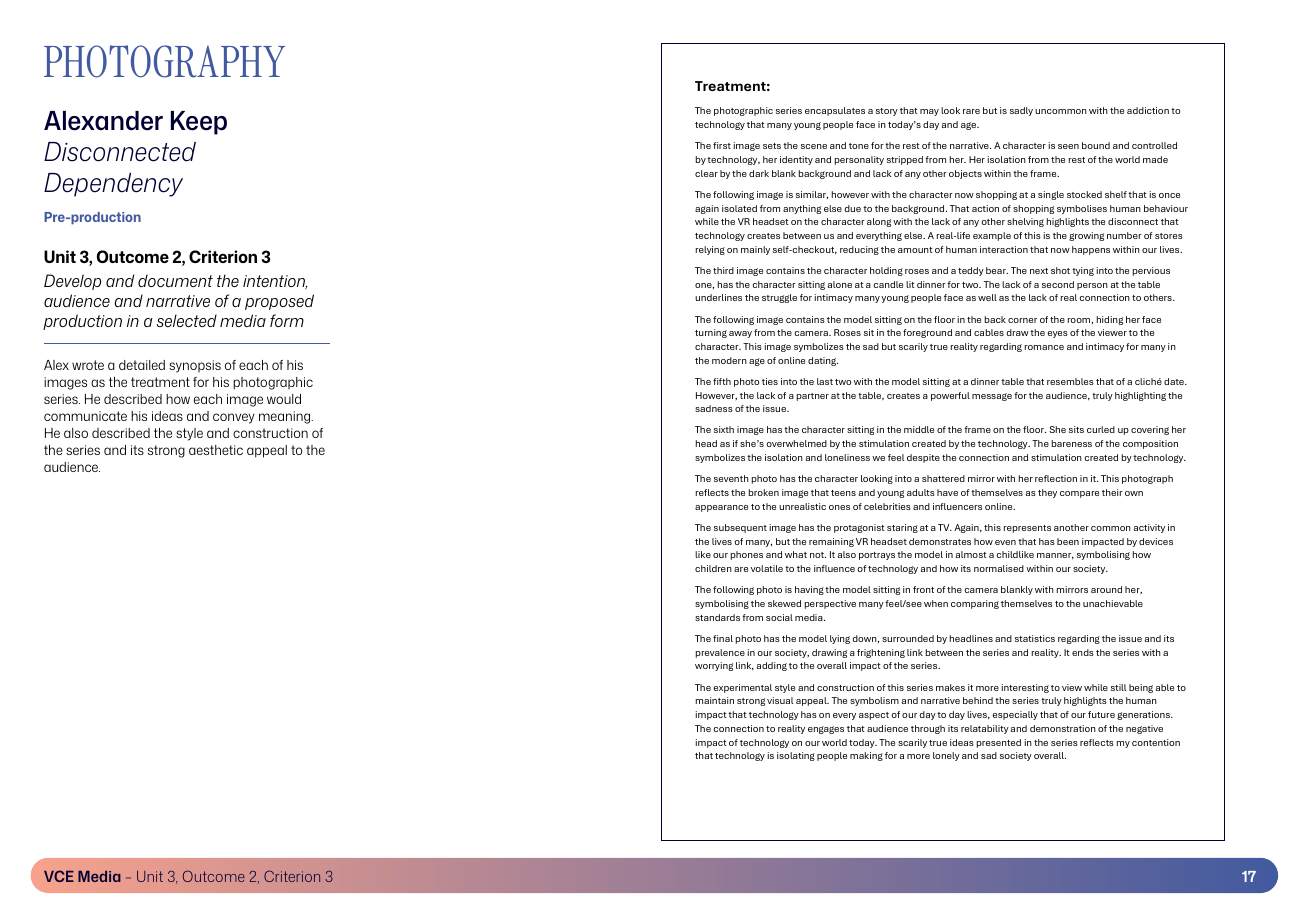 PHOTOGRAPHY
Alexander Keep
Disconnected
Dependency
Pre-production
Unit 3, Outcome 2, Criterion 3
Develop and document the intention,
audience and narrative of a proposed
production in a selected media form
Alex wrote a detailed synopsis of each of his
images as the treatment for his photographic
series. He described how each image would
communicate his ideas and convey meaning.
He also described the style and construction of
the series and its strong aesthetic appeal to the
audience.
Treatment:
The photographic series encapsulates a story that may look rare but is sadly uncommon with the addiction to
technology that many young people face in today's day and age.
The first image sets the scene and tone for the rest of the narrative. A character is seen bound and controlled
by technology, her identity and personality stripped from her. Her isolation from the rest of the world made
clear by the dark blank background and lack of any other objects within the frame.
The following image is similar, however with the character now shopping at a single stocked shelf that is once
again isolated from anything else due to the background. That action of shopping symbolises human behaviour
while the VR headset on the character along with the lack of any other shelving highlights the disconnect that
technology creates between us and everything else. A real-life example of this is the growing number of stores
relying on mainly self-checkout, reducing the amount of human interaction that now happens within our lives.
The third image contains the character holding roses and a teddy bear. The next shot tying into the pervious
one, has the character sitting alone at a candle lit dinner for two. The lack of a second person at the table
underlines the struggle for intimacy many young people face as well as the lack of real connection to others.
The following image contains the model sitting on the floor in the back corner of the room, hiding her face
turning away from the camera. Roses sit in the foreground and cables draw the eyes of the viewer to the
character. This image symbolizes the sad but scarily true reality regarding romance and intimacy for many in
the modern age of online dating.
The fifth photo ties into the last two with the model sitting at a dinner table that resembles that of a cliché date.
However, the lack of a partner at the table, creates a powerful message for the audience, truly highlighting the
sadness of the issue.
The sixth image has the character sitting in the middle of the frame on the floor. She sits curled up covering her
head as if she's overwhelmed by the stimulation created by the technology. The bareness of the composition
symbolizes the isolation and loneliness we feel despite the connection and stimulation created by technology.
The seventh photo has the character looking into a shattered mirror with her reflection in it. This photograph
reflects the broken image that teens and young adults have of themselves as they compare their own
appearance to the unrealistic ones of celebrities and influencers online.
The subsequent image has the protagonist staring at a TV. Again, this represents another common activity in
the lives of many, but the remaining VR headset demonstrates how even that has been impacted by devices
like our phones and what not. It also portrays the model in almost a childlike manner, symbolising how
children are volatile to the influence of technology and how its normalised within our society.
The following photo is having the model sitting in front of the camera blankly with mirrors around her,
symbolising the skewed perspective many feel/see when comparing themselves to the unachievable
standards from social media.
The final photo has the model lying down, surrounded by headlines and statistics regarding the issue and its
prevalence in our society, drawing a frightening link between the series and reality. It ends the series with a
worrying link, adding to the overall impact of the series.
The experimental style and construction of this series makes it more interesting to view while still being able to
maintain strong visual appeal. The symbolism and narrative behind the series truly highlights the human
impact that technology has on every aspect of our day to day lives, especially that of our future generations.
The connection to reality engages that audience through its relatability and demonstration of the negative
impact of technology on our world today. The scarily true ideas presented in the series reflects my contention
that technology is isolating people making for a more lonely and sad society overall.
VCE Media – Unit 3, Outcome 2, Criterion 3
17